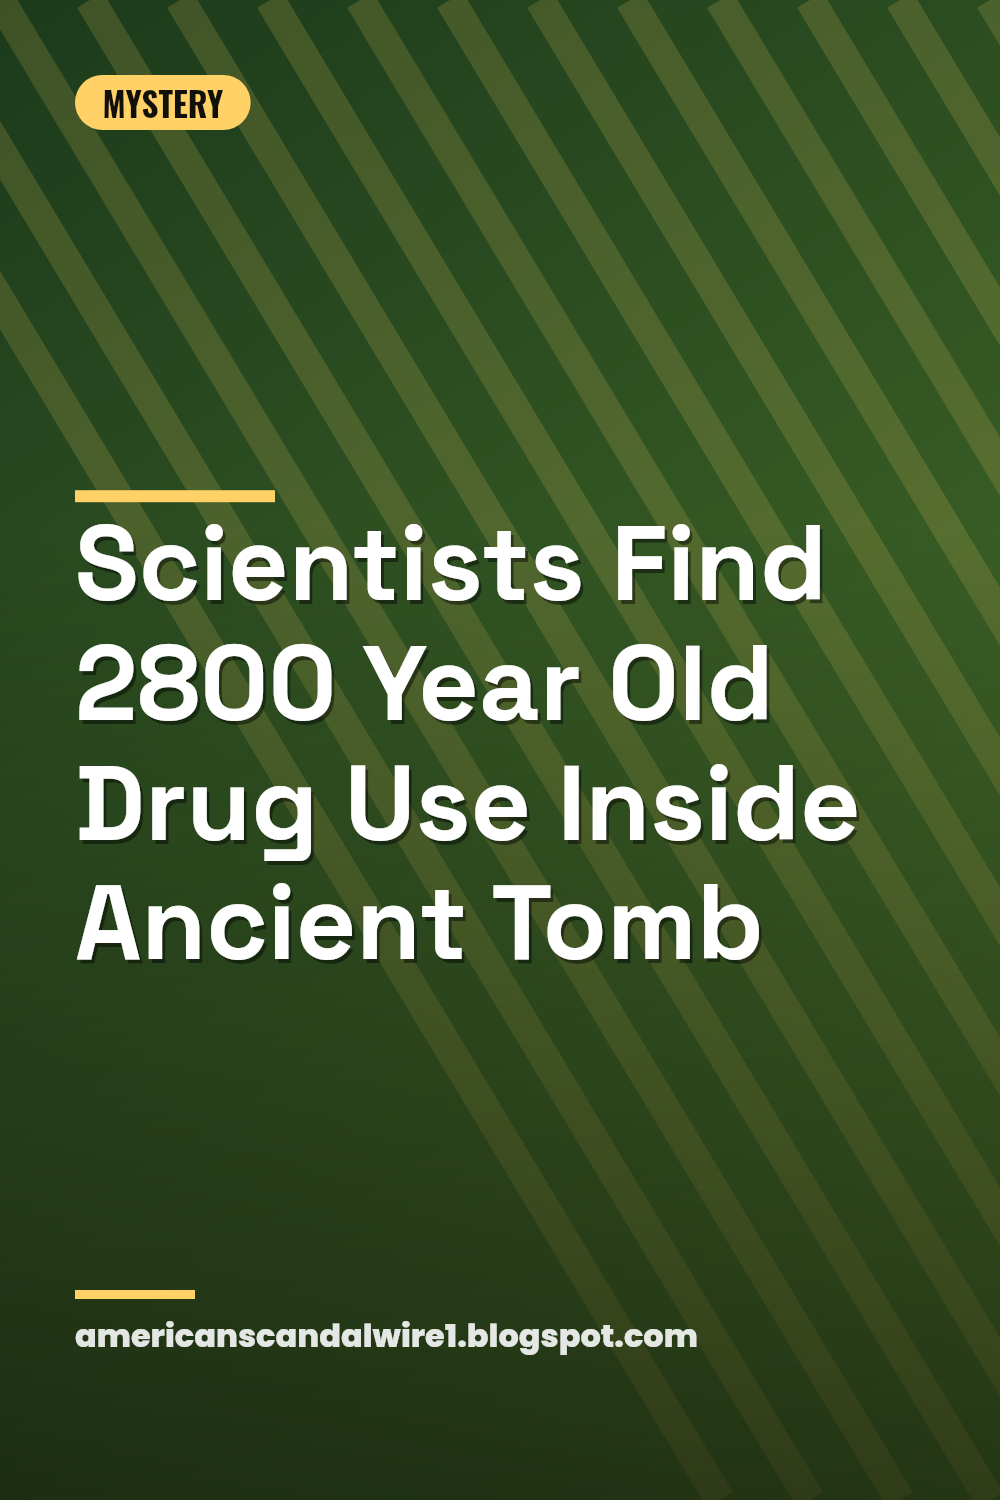 MYSTERY
Scientists Find
2800 Year Old
Drug Use Inside
Ancient Tomb
americanscandalwire1.blogspot.com